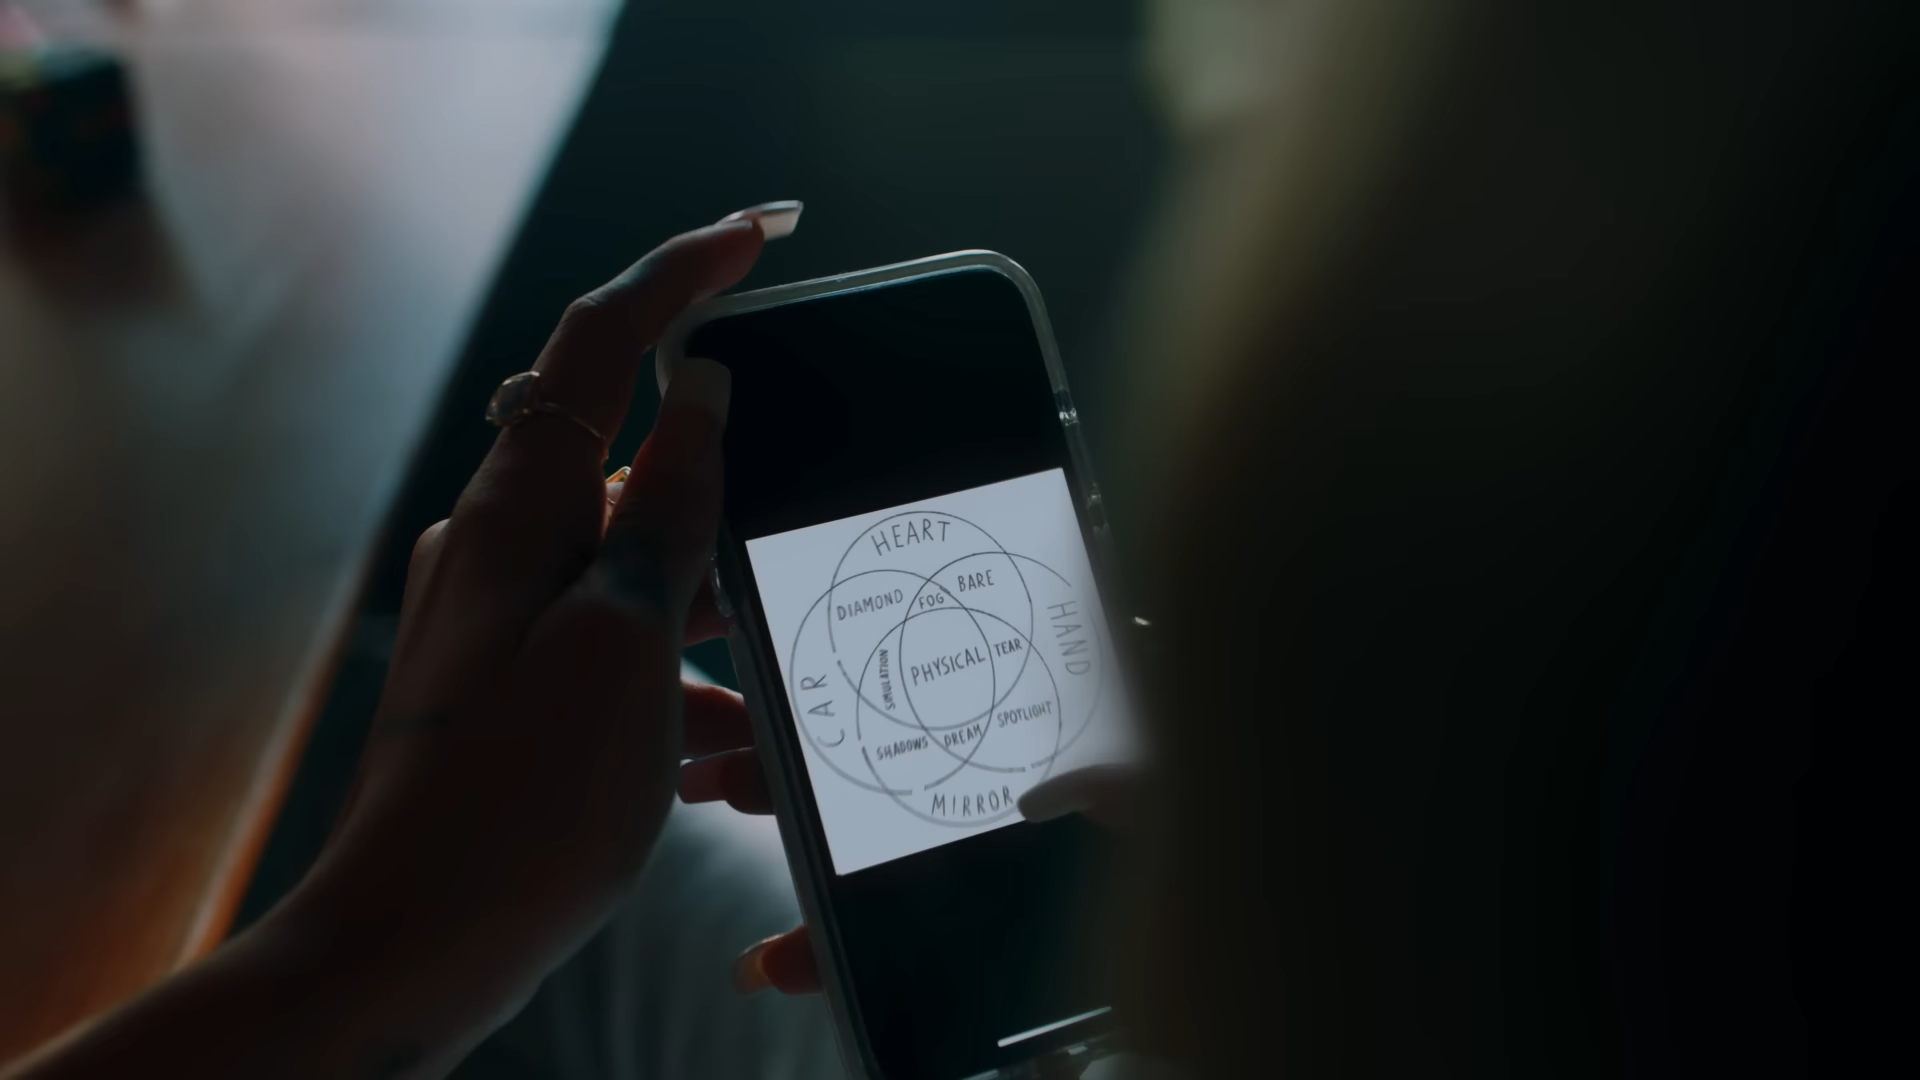 HEART
BARE
DIAMOND
FOG
HAND
TEAR
PHYSICAL
SIMULATION
CAR
SPOTLIGHT
DREAM
SHADOWS
MIRROR